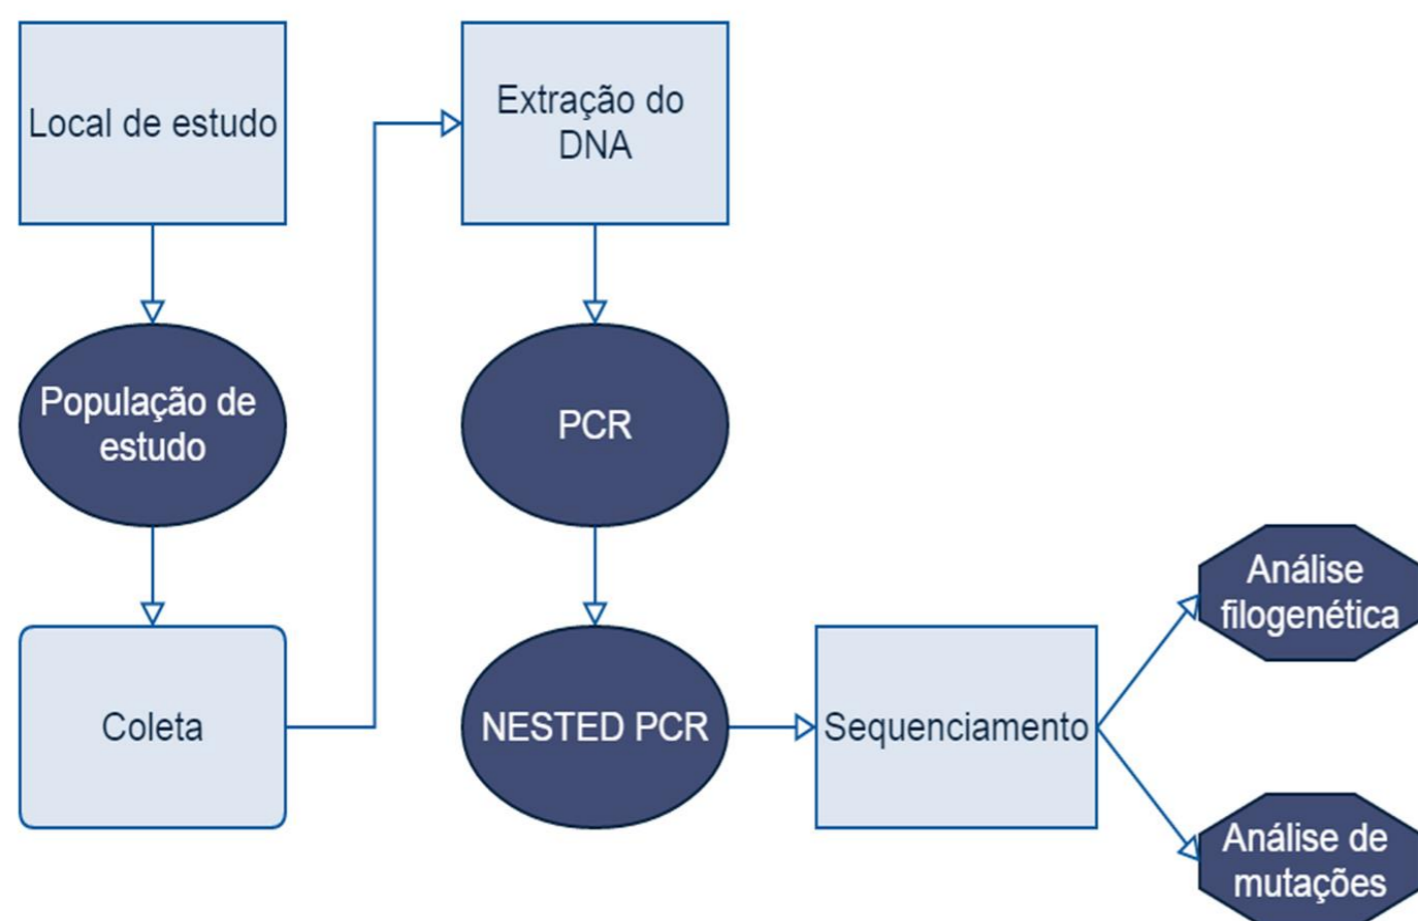 Local de estudo
População de
estudo
Coleta
Extração do
DNA
PCR
NESTED PCR
Sequenciamento
Análise
filogenética
Análise de
mutações